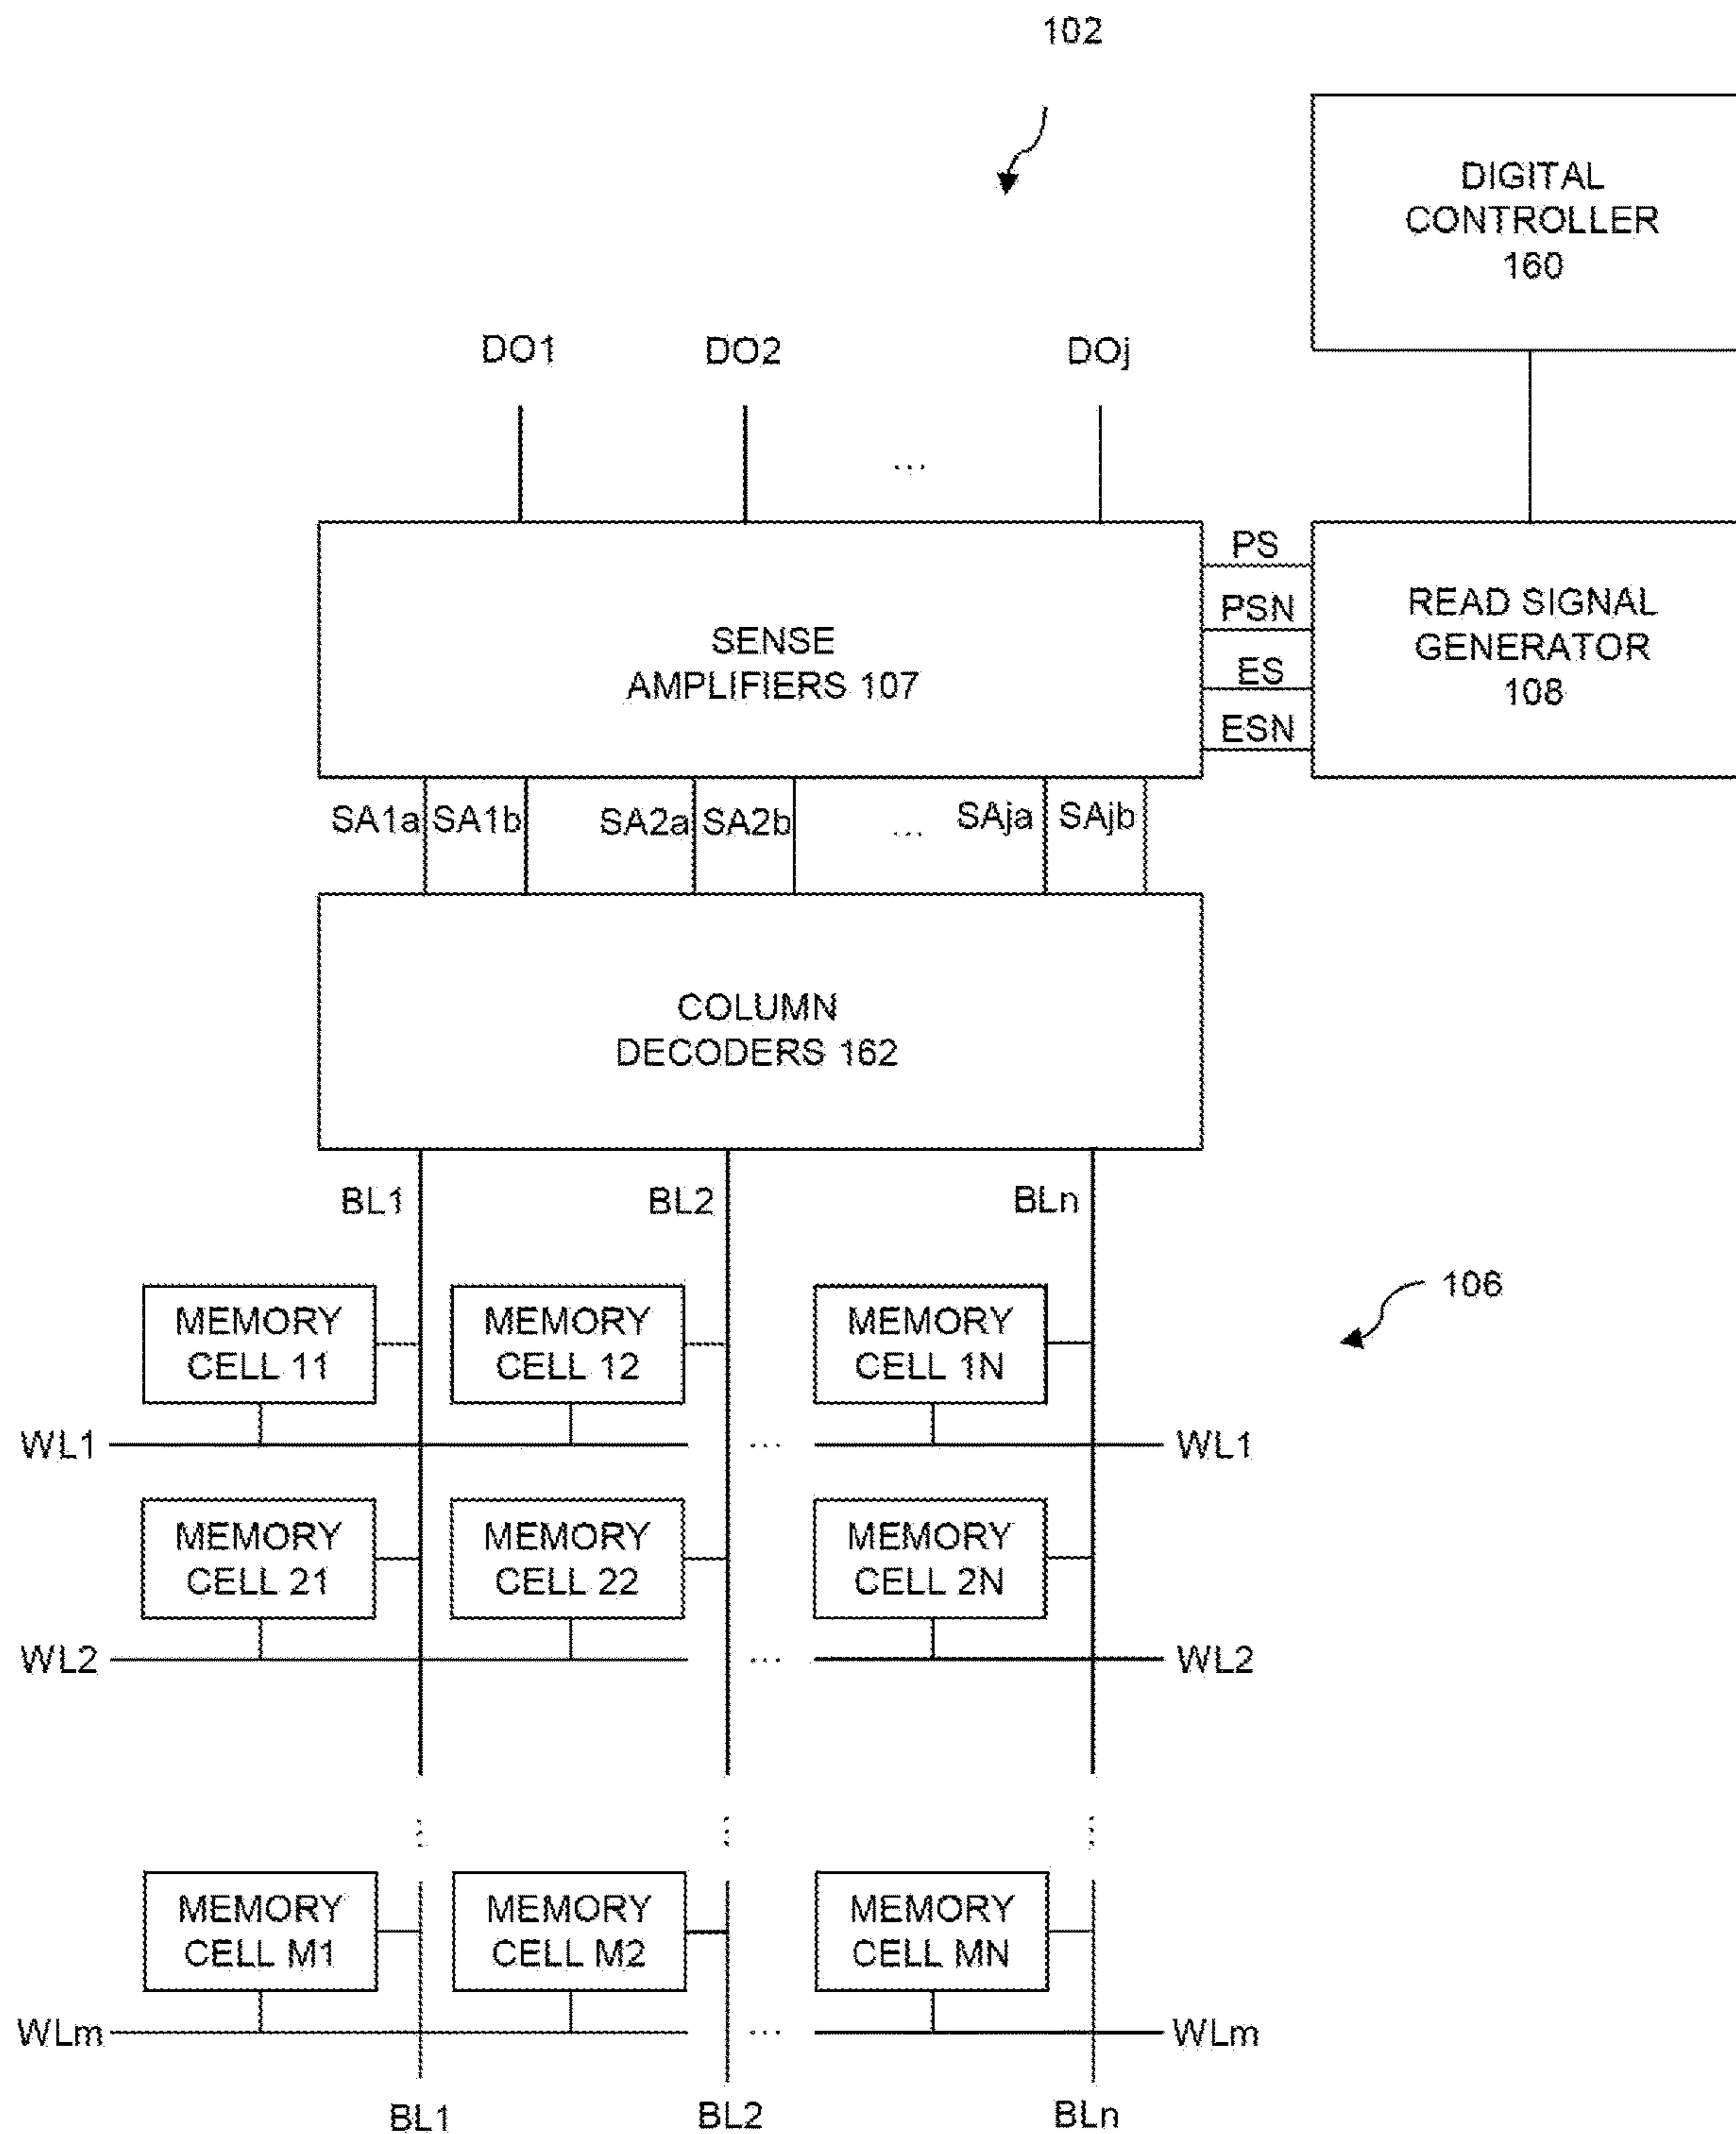 102
DIGITAL
CONTROLLER
160
DO1 DO2 ... DOj
SENSE
AMPLIFIERS 107
PS
PSN
ES
ESN
READ SIGNAL
GENERATOR
108
SA1a SA1b SA2a SA2b ... SAja SAjb
COLUMN
DECODERS 162
BL1 BL2 BLn
106
MEMORY
CELL 11
MEMORY
CELL 12
MEMORY
CELL 1N
WL1 ... WL1
MEMORY
CELL 21
MEMORY
CELL 22
MEMORY
CELL 2N
WL2 ... WL2
MEMORY
CELL M1
MEMORY
CELL M2
MEMORY
CELL MN
WLm ... WLm
BL1 BL2 BLn